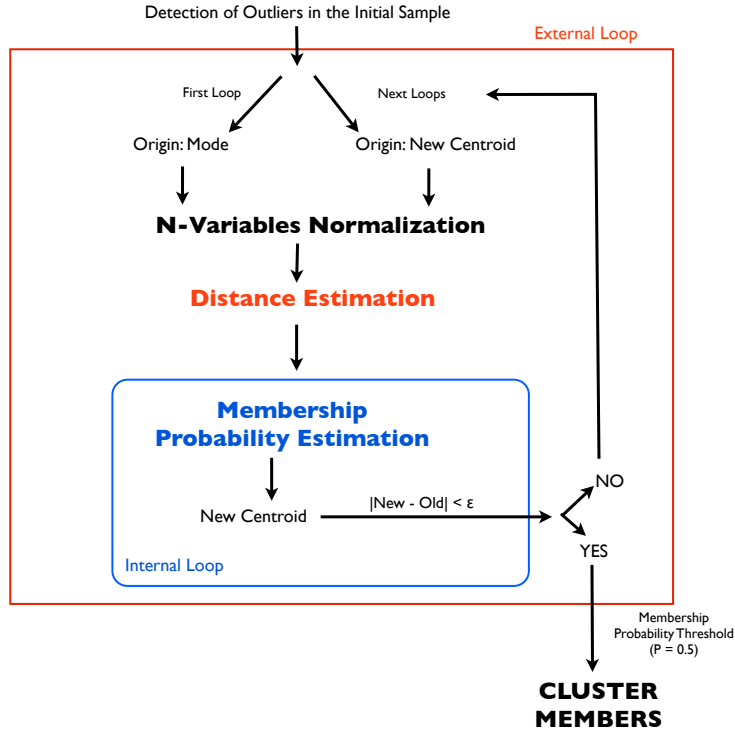 Detection of Outliers in the Initial Sample
External Loop
First Loop
Next Loops
Origin: Mode
Origin: New Centroid
N-Variables Normalization
Distance Estimation
Membership
Probability Estimation
New Centroid
|New - Old| < ε
NO
YES
Internal Loop
Membership
Probability Threshold
(P = 0.5)
CLUSTER
MEMBERS